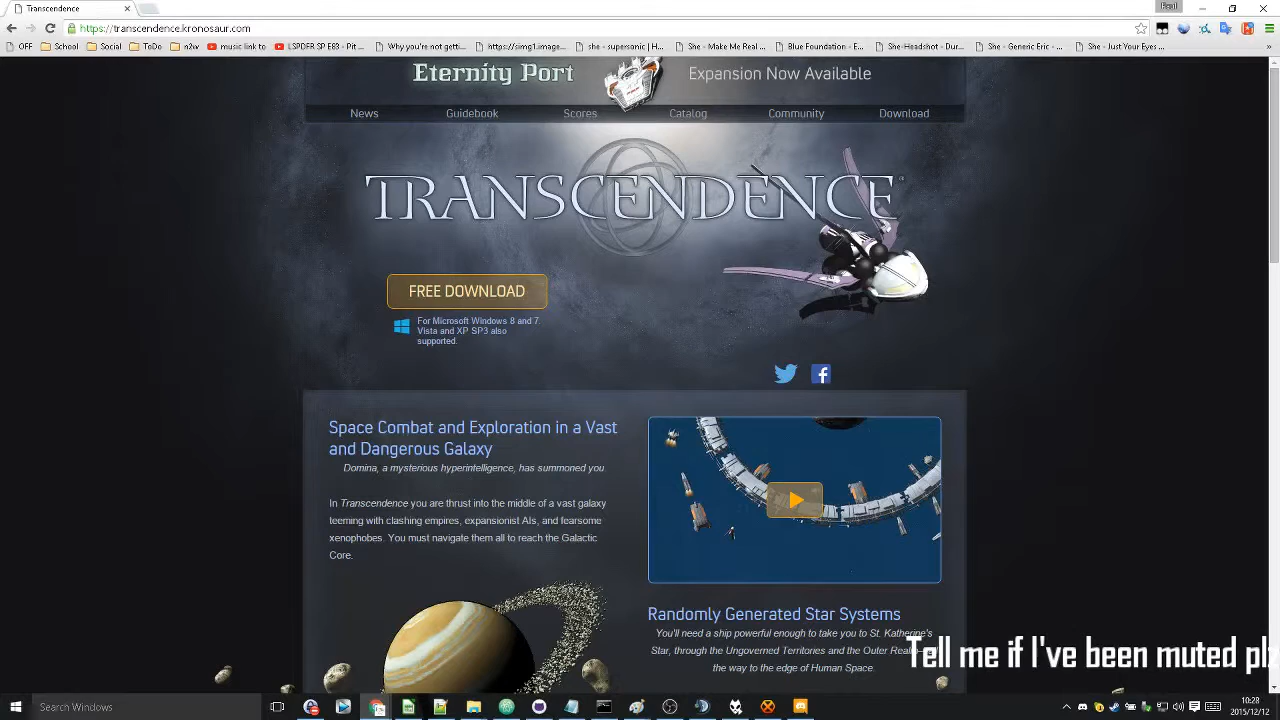 Transcendence
Paul
https://transcendence.kronosaur.com
OFF School Social ToDo n2vv music link to LSPDFR SP E83 - Pit... Why you're not getti... https://img1.image... she - supersonic | H... She - Make Me Rea... Blue Foundation - E... She -Headshot - Dur... She - Generic Eric - ... She - Just Your Eyes... »
Eternity Port Expansion Now Available
News Guidebook Scores Catalog Community Download
TRANSCENDENCE®
FREE DOWNLOAD
For Microsoft Windows 8 and 7.
Vista and XP SP3 also
supported.
Space Combat and Exploration in a Vast
and Dangerous Galaxy
Domina, a mysterious hyperintelligence, has summoned you.
In Transcendence you are thrust into the middle of a vast galaxy
teeming with clashing empires, expansionist AIs, and fearsome
xenophobes. You must navigate them all to reach the Galactic
Core.
Randomly Generated Star Systems
You'll need a ship powerful enough to take you to St. Katherine's
Star, through the Ungoverned Territories and the Outer Realm
the way to the edge of Human Space.
Tell me if I've been muted plz
Search Windows
10:28
2015/12/12